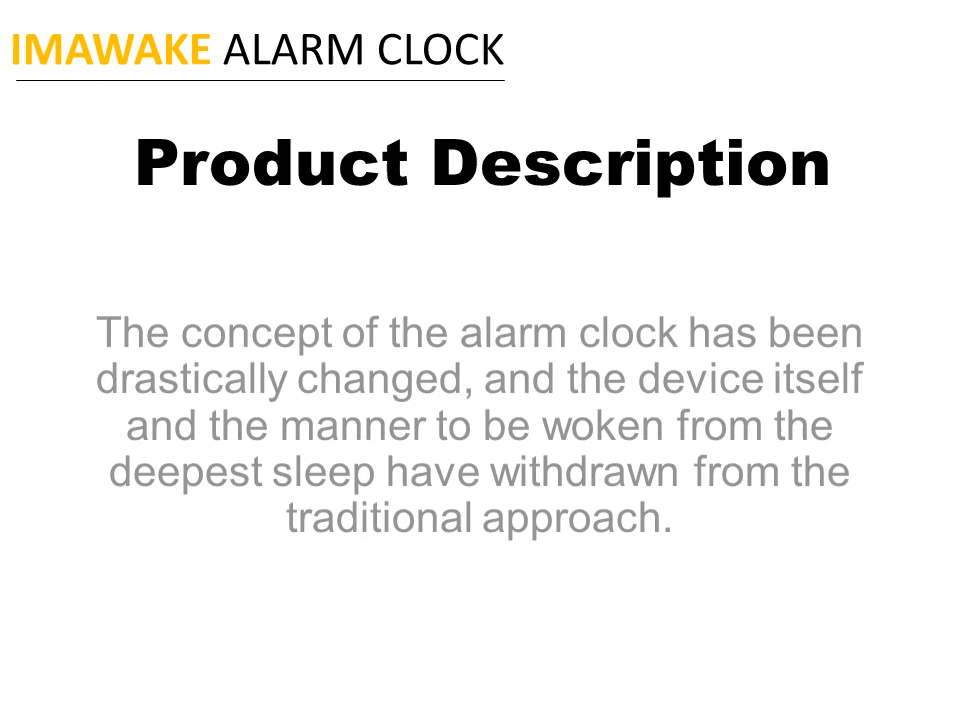 IMAWAKE ALARM CLOCK
Product Description
The concept of the alarm clock has been
drastically changed, and the device itself
and the manner to be woken from the
deepest sleep have withdrawn from the
traditional approach.